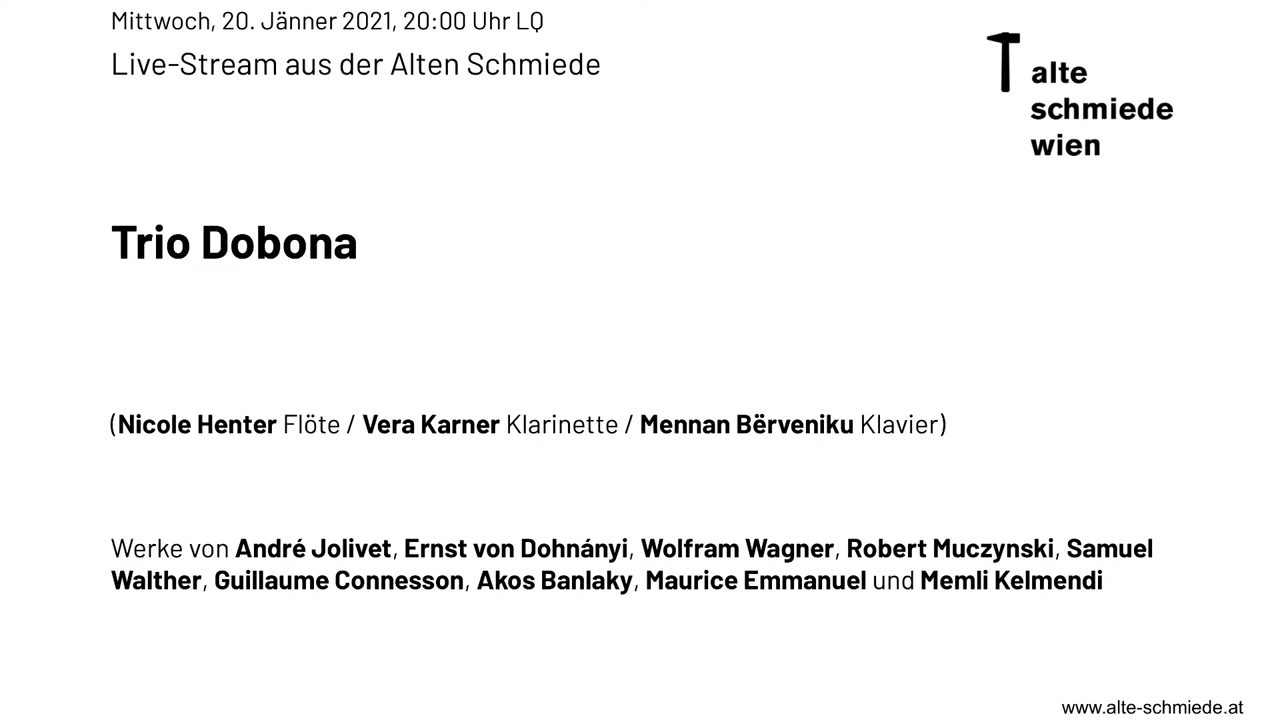 Mittwoch, 20. Jänner 2021, 20:00 Uhr LQ
Live-Stream aus der Alten Schmiede
alte
schmiede
wien
Trio Dobona
(Nicole Henter Flöte / Vera Karner Klarinette / Mennan Bërveniku Klavier)
Werke von André Jolivet, Ernst von Dohnányi, Wolfram Wagner, Robert Muczynski, Samuel
Walther, Guillaume Connesson, Akos Banlaky, Maurice Emmanuel und Memli Kelmendi
www.alte-schmiede.at